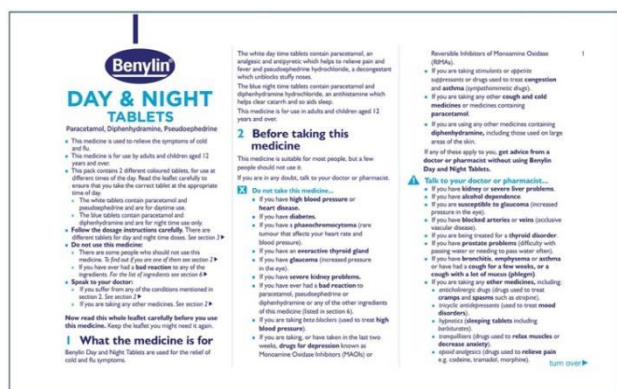 Benylin®
DAY & NIGHT
TABLETS
Paracetamol, Diphenhydramine, Pseudoephedrine
This medicine is used to relieve the symptoms of cold
and flu.
This medicine is for use by adults and children aged 12
years and over.
This pack contains 2 different coloured tablets, for use at
different times of the day. Read the leaflet carefully to
ensure that you take the correct tablet at the appropriate
time of day.
The white tablets contain paracetamol and
pseudoephedrine and are for daytime use.
The blue tablets contain paracetamol and
diphenhydramine and are for night time use only.
Follow the dosage instructions carefully. There are
different tablets for day and night time doses. See section 3
Do not use this medicine:
There are some people who should not use this
medicine. To find out if you are one of them see section 2
If you have ever had a bad reaction to any of the
ingredients. For the list of ingredients see section 6
Speak to your doctor:
If you suffer from any of the conditions mentioned in
section 2. See section 2
If you are taking any other medicines. See section 2
Now read this whole leaflet carefully before you use
this medicine. Keep the leaflet you might need it again.
1 What the medicine is for
Benylin Day and Night Tablets are used for the relief of
cold and flu symptoms.
The white day time tablets contain paracetamol, an
analgesic and antipyretic which helps to relieve pain and
fever and pseudoephedrine hydrochloride, a decongestant
which unblocks stuffy noses.
The blue night time tablets contain paracetamol and
diphenhydramine hydrochloride, an antihistamine which
helps clear catarrh and so aids sleep.
This medicine is for use in adults and children aged 12
years and over.
2 Before taking this
medicine
This medicine is suitable for most people, but a few
people should not use it.
If you are in any doubt, talk to your doctor or pharmacist.
X Do not take this medicine...
If you have high blood pressure or
heart disease.
If you have diabetes.
If you have a phaeochromocytoma (rare
tumour that affects your heart rate and
blood pressure).
If you have an overactive thyroid gland
If you have glaucoma (increased pressure
in the eye).
If you have severe kidney problems.
If you have ever had a bad reaction to
paracetamol, pseudoephedrine or
diphenhydramine or any of the other ingredients
of this medicine (listed in section 6).
If you are taking beta blockers (used to treat high
blood pressure).
If you are taking, or have taken in the last two
weeks, drugs for depression known as
Monoamine Oxidase Inhibitors (MAOIs) or
Reversible Inhibitors of Monoamine Oxidase
(RIMAs).
1
If you are taking stimulants or appetite
suppressants or drugs used to treat congestion
and asthma (sympathomimetic drugs).
If you are taking any other cough and cold
medicines or medicines containing
paracetamol.
If you are using any other medicines containing
diphenhydramine, including those used on large
areas of the skin.
If any of these apply to you, get advice from a
doctor or pharmacist without using Benylin
Day and Night Tablets.
Talk to your doctor or pharmacist...
If you have kidney or severe liver problems.
If you have alcohol dependence.
If you are susceptible to glaucoma (increased
pressure in the eye).
If you have blocked arteries or veins (occlusive
vascular disease).
If you are being treated for a thyroid disorder.
If you have prostate problems (difficulty with
passing water or needing to pass water often).
If you have bronchitis, emphysema or asthma
or have had a cough for a few weeks, or a
cough with a lot of mucus (phlegm).
If you are taking any other medicines, including:
anticholinergic drugs (drugs used to treat
cramps and spasms such as atropine).
tricyclic antidepressants (used to treat mood
disorders).
hypnotics (sleeping tablets including
barbiturates).
tranquillisers (drugs used to relax muscles or
decrease anxiety).
opioid analgesics (drugs used to relieve pain
e.g. codeine, tramadol, morphine).
turn over